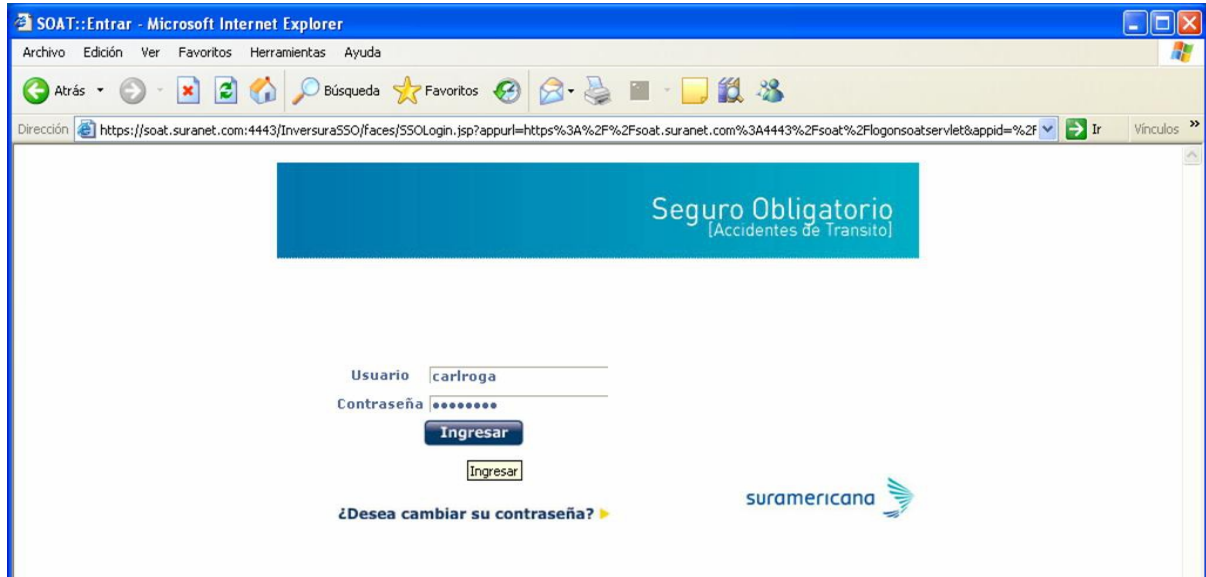 SOAT::Entrar - Microsoft Internet Explorer
Archivo Edición Ver Favoritos Herramientas Ayuda
Atrás Búsqueda Favoritos
Dirección https://soat.suranet.com:4443/InversuraSSO/faces/SSOLogin.jsp?appurl=https%3A%2F%2Fsoat.suranet.com%3A4443%2Fsoat%2Flogonsoatservlet&appid=%2F Ir Vínculos »
Seguro Obligatorio
[Accidentes de Transito]
Usuario carlroga
Contraseña ••••••••
Ingresar
Ingresar
suramericana
¿Desea cambiar su contraseña?